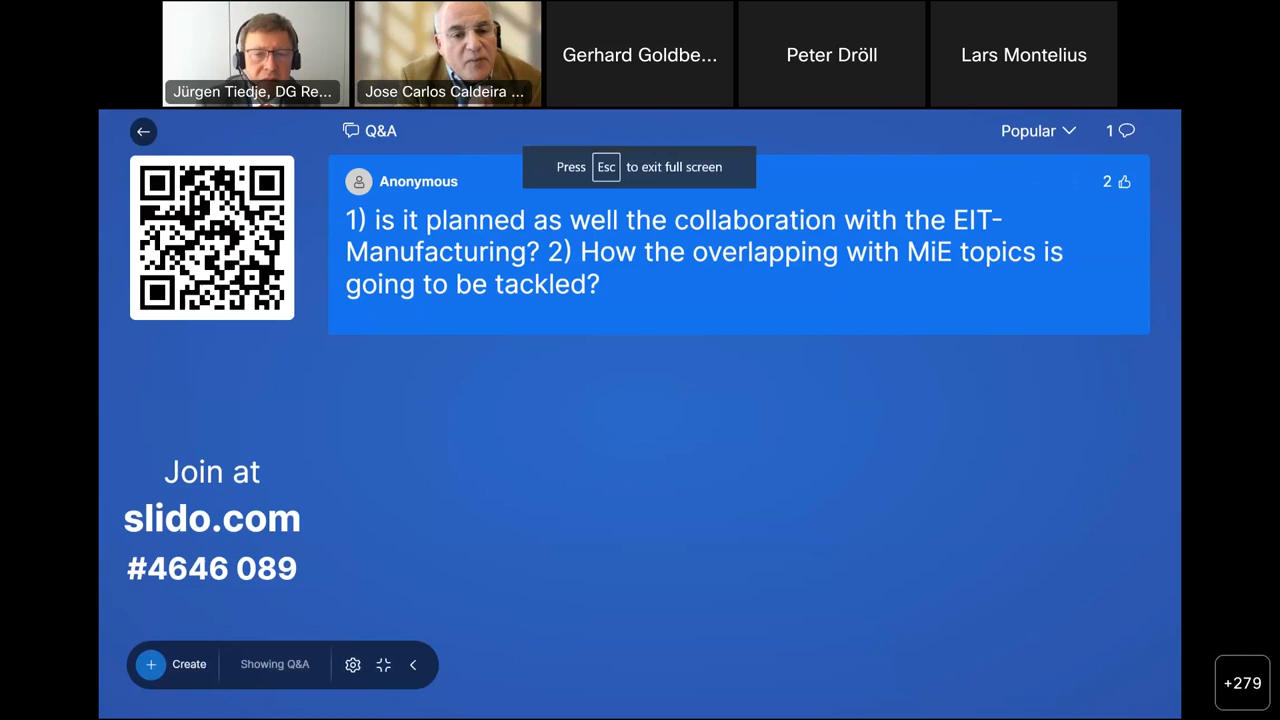 Jürgen Tiedje, DG Re...
Jose Carlos Caldeira ...
Gerhard Goldbe...
Peter Dröll
Lars Montelius
Q&A
Popular
1
Press Esc to exit full screen
Anonymous
2
1) is it planned as well the collaboration with the EIT-
Manufacturing? 2) How the overlapping with MiE topics is
going to be tackled?
Join at
slido.com
#4646 089
Create
Showing Q&A
+279